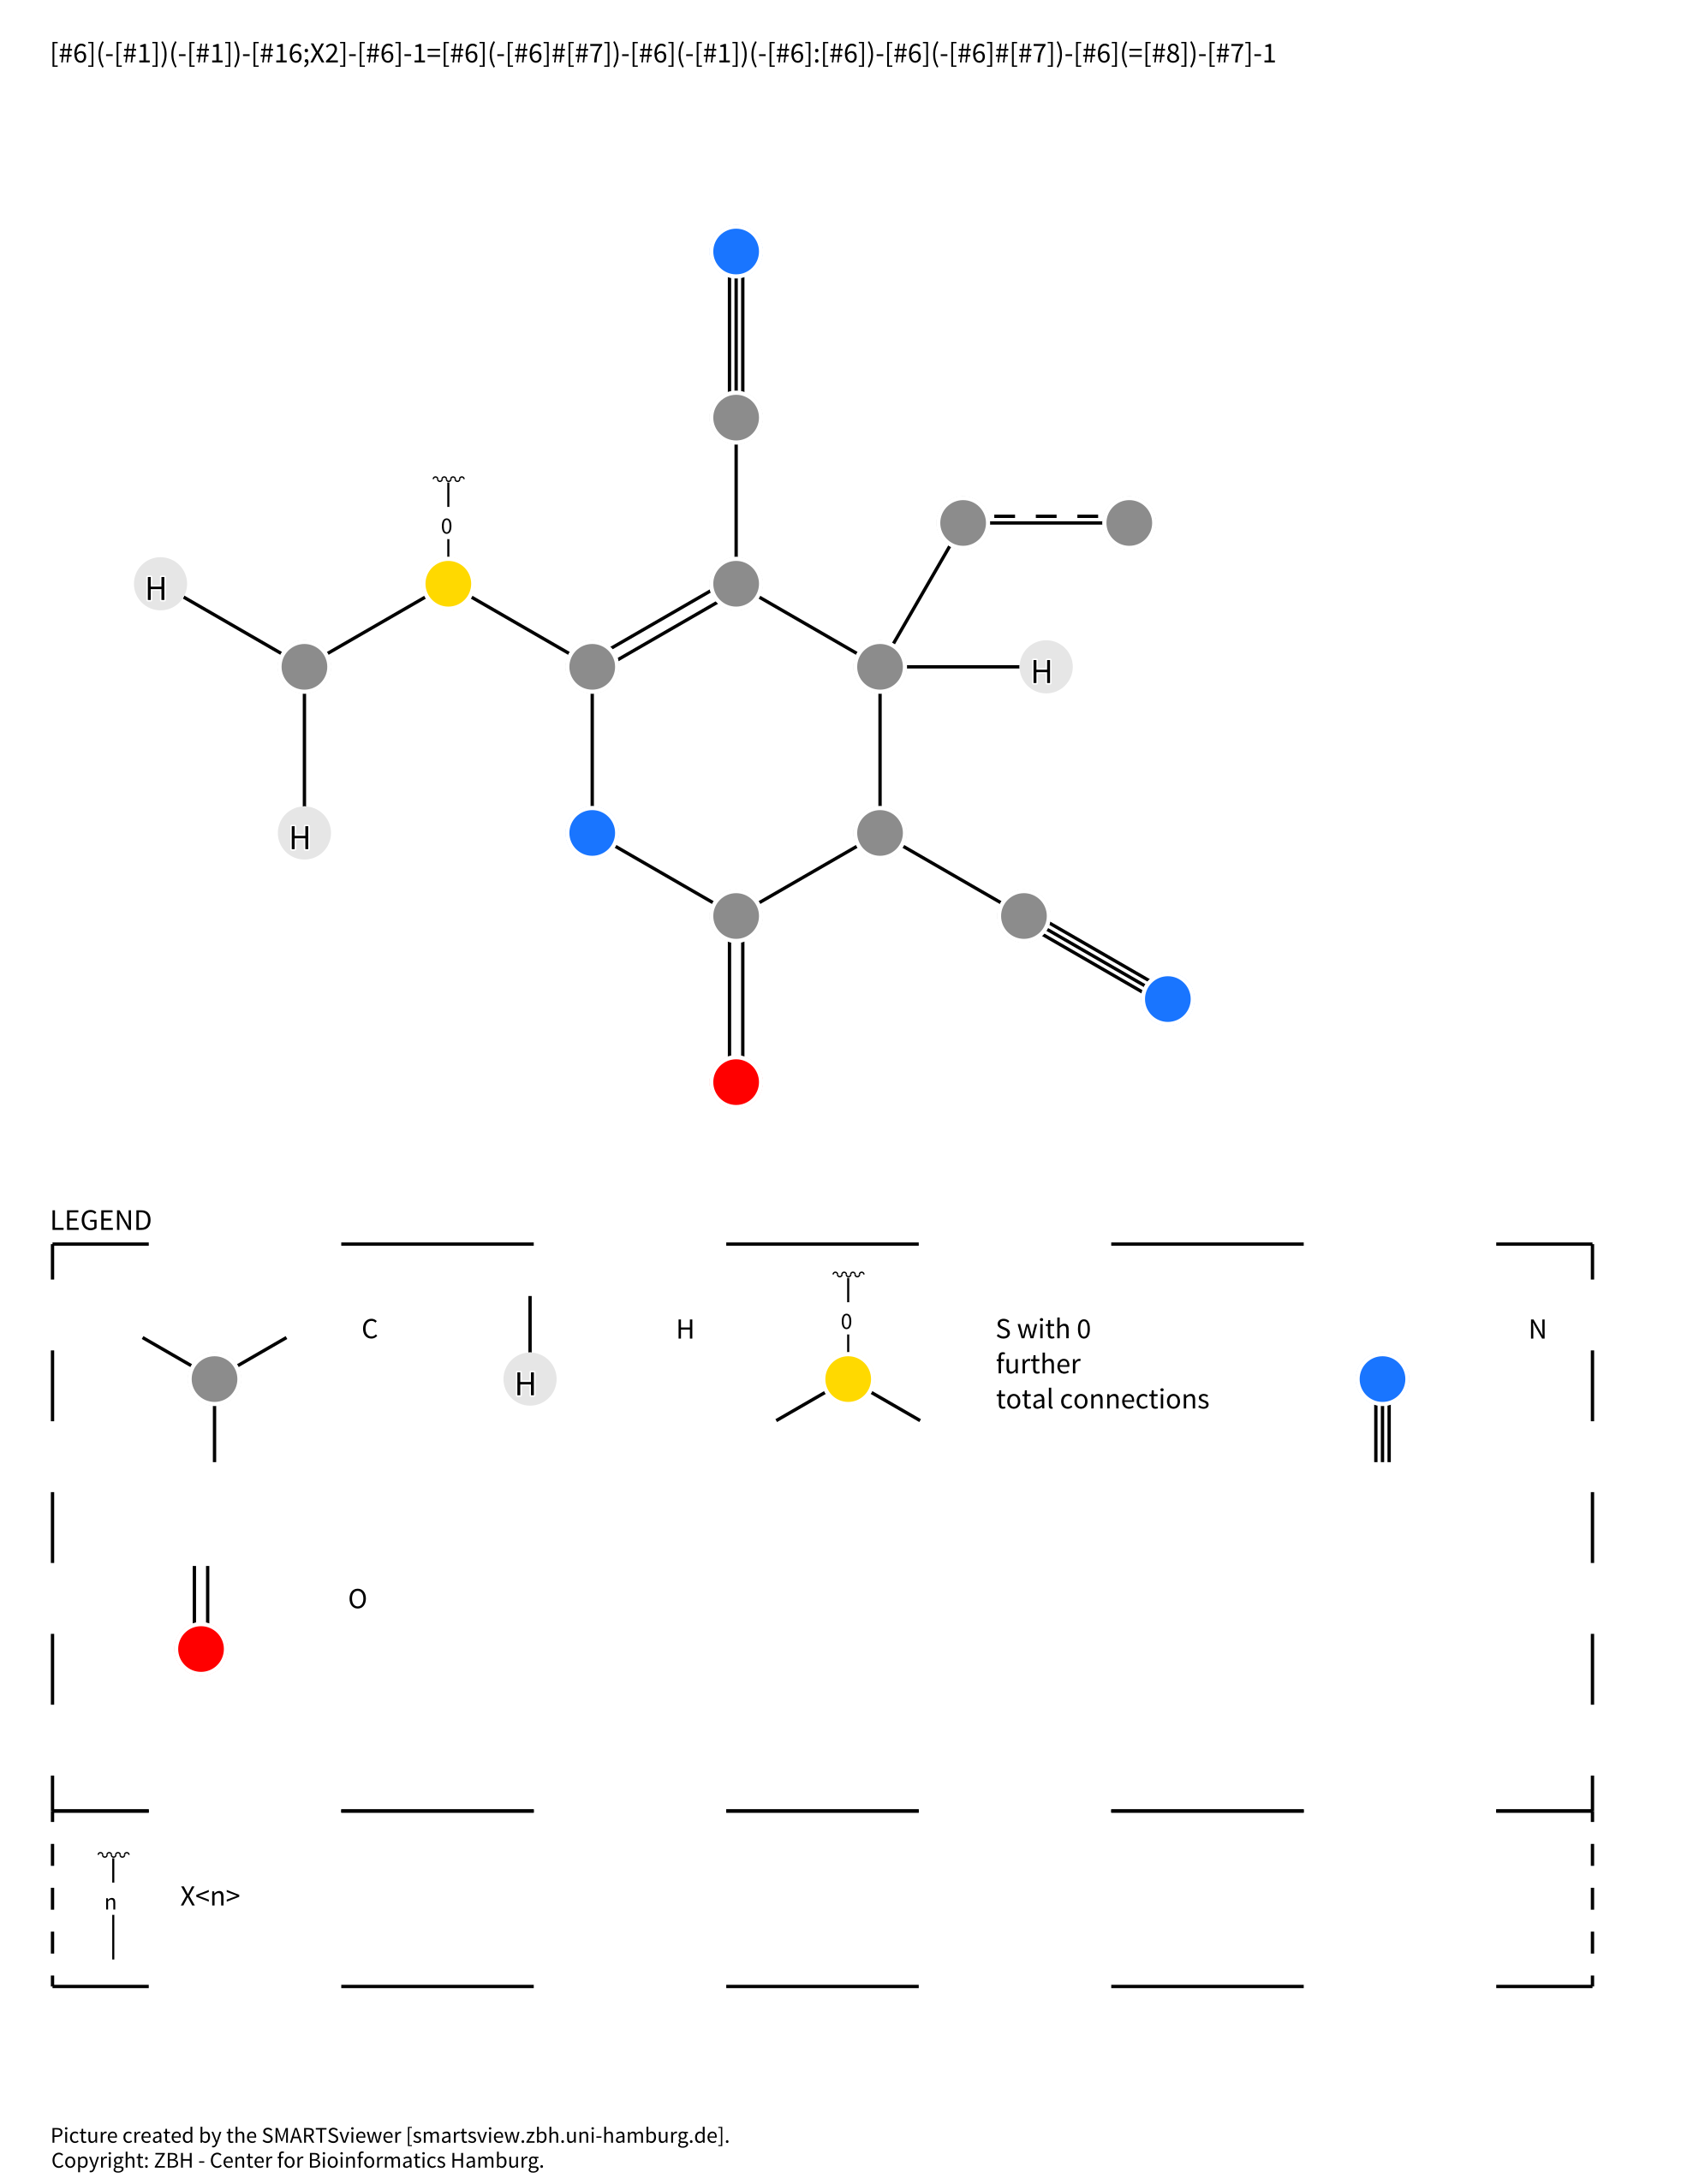 [#6](-[#1])(-[#1])-[#16;X2]-[#6]-1=[#6](-[#6]#[#7])-[#6](-[#1])(-[#6]:[#6])-[#6](-[#6]#[#7])-[#6](=[#8])-[#7]-1
0
H
H
H
LEGEND
0
C
H
S with 0
further
total connections
N
H
O
n
X<n>
Picture created by the SMARTSviewer [smartsview.zbh.uni-hamburg.de].
Copyright: ZBH - Center for Bioinformatics Hamburg.